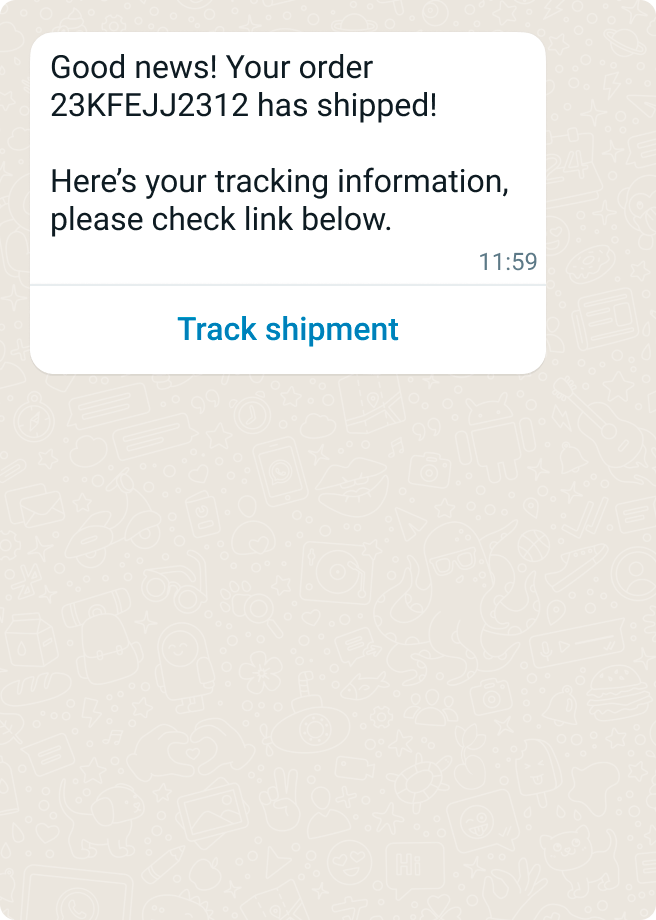 Good news! Your order
23KFEJJ2312 has shipped!
Here’s your tracking information,
please check link below.
11:59
Track shipment
Hi